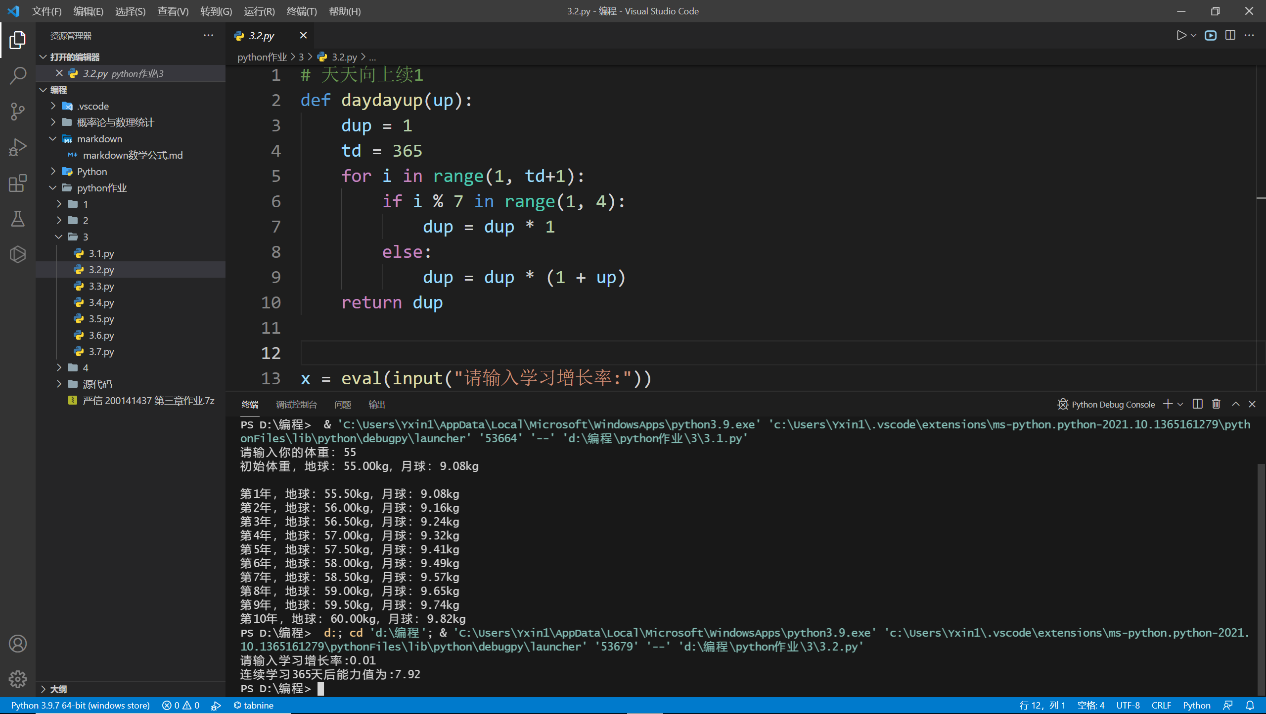 文件(F) 编辑(E) 选择(S) 查看(V) 转到(G) 运行(R) 终端(T) 帮助(H)
3.2.py - 编程 - Visual Studio Code
资源管理器
打开的编辑器
3.2.py python作业\3
编程
.vscode
概率论与数理统计
markdown
markdown数学公式.md
Python
python作业
1
2
3
3.1.py
3.2.py
3.3.py
3.4.py
3.5.py
3.6.py
3.7.py
4
源代码
严信 200141437 第三章作业.7z
大纲
3.2.py
python作业 > 3 > 3.2.py > ...
1 # 天天向上续1
2 def daydayup(up):
3 dup = 1
4 td = 365
5 for i in range(1, td+1):
6 if i % 7 in range(1, 4):
7 dup = dup * 1
8 else:
9 dup = dup * (1 + up)
10 return dup
11
12
13 x = eval(input("请输入学习增长率:"))
终端 调试控制台 问题 输出
Python Debug Console
PS D:\编程> & 'C:\Users\Yxin1\AppData\Local\Microsoft\WindowsApps\python3.9.exe' 'c:\Users\Yxin1\.vscode\extensions\ms-python.python-2021.10.1365161279\pyth
onFiles\lib\python\debugpy\launcher' '53664' '--' 'd:\编程\python作业\3\3.1.py'
请输入你的体重: 55
初始体重, 地球: 55.00kg, 月球: 9.08kg
第1年, 地球: 55.50kg, 月球: 9.08kg
第2年, 地球: 56.00kg, 月球: 9.16kg
第3年, 地球: 56.50kg, 月球: 9.24kg
第4年, 地球: 57.00kg, 月球: 9.32kg
第5年, 地球: 57.50kg, 月球: 9.41kg
第6年, 地球: 58.00kg, 月球: 9.49kg
第7年, 地球: 58.50kg, 月球: 9.57kg
第8年, 地球: 59.00kg, 月球: 9.65kg
第9年, 地球: 59.50kg, 月球: 9.74kg
第10年, 地球: 60.00kg, 月球: 9.82kg
PS D:\编程> d:; cd 'd:\编程'; & 'C:\Users\Yxin1\AppData\Local\Microsoft\WindowsApps\python3.9.exe' 'c:\Users\Yxin1\.vscode\extensions\ms-python.python-2021.
10.1365161279\pythonFiles\lib\python\debugpy\launcher' '53679' '--' 'd:\编程\python作业\3\3.2.py'
请输入学习增长率:0.01
连续学习365天后能力值为:7.92
PS D:\编程>
Python 3.9.7 64-bit (windows store) 0 0 tabnine
行 12, 列 1 空格: 4 UTF-8 CRLF Python